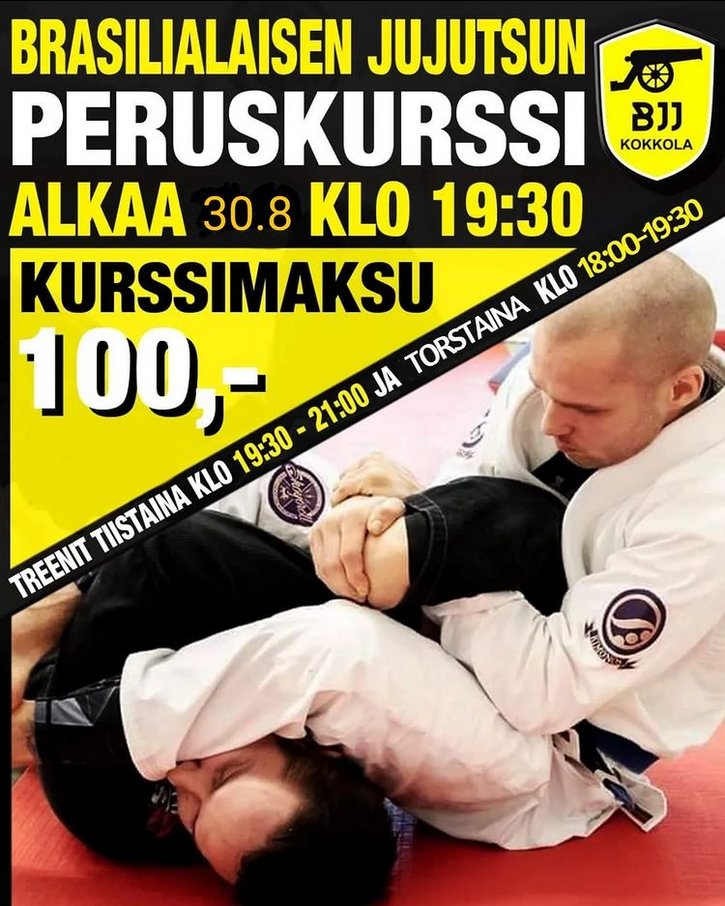 BRASILIALAISEN JUJUTSUN
PERUSKURSSI
ALKAA 30.8 KLO 19:30
BJJ
KOKKOLA
KURSSIMAKSU
100,-
TREENIT TIISTAINA KLO 19:30 - 21:00 JA TORSTAINA KLO 18:00-19:30